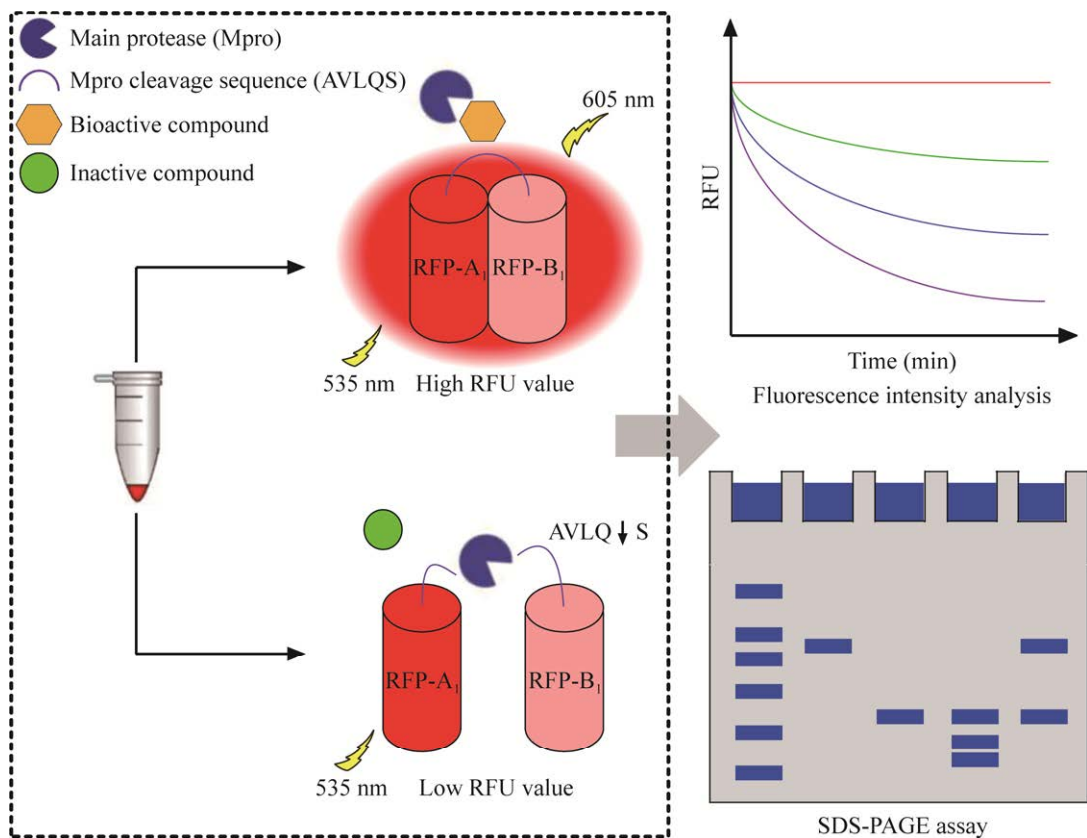 Main protease (Mpro)
Mpro cleavage sequence (AVLQS)
Bioactive compound
Inactive compound
605 nm
RFP-A1
RFP-B1
535 nm
High RFU value
AVLQ↓S
RFP-A1
RFP-B1
535 nm
Low RFU value
RFU
Time (min)
Fluorescence intensity analysis
SDS-PAGE assay